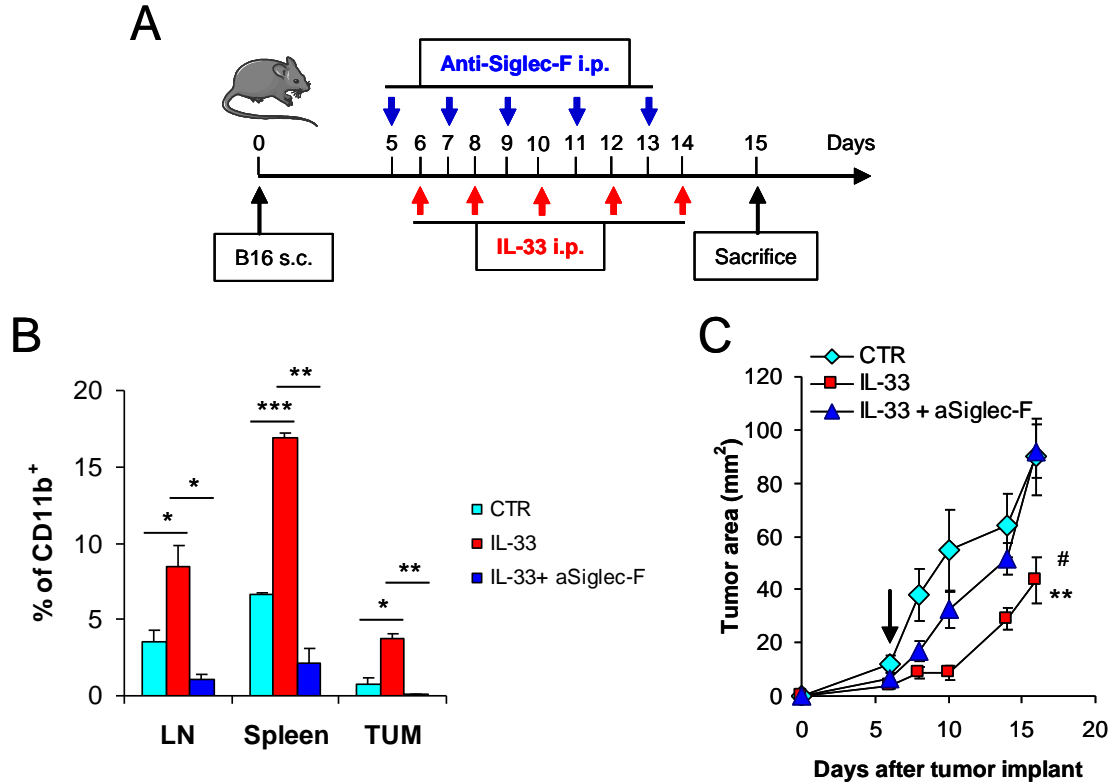 A
Anti-Siglec-F i.p.
0 5 6 7 8 9 10 11 12 13 14 15 Days
B16 s.c.
IL-33 i.p.
Sacrifice
B
% of CD11b+
20
15
10
5
0
***
**
*
*
**
*
LN Spleen TUM
CTR
IL-33
IL-33+ aSiglec-F
C
CTR
IL-33
IL-33 + aSiglec-F
Tumor area (mm²)
120
100
80
60
40
20
0
#
**
0 5 10 15 20
Days after tumor implant